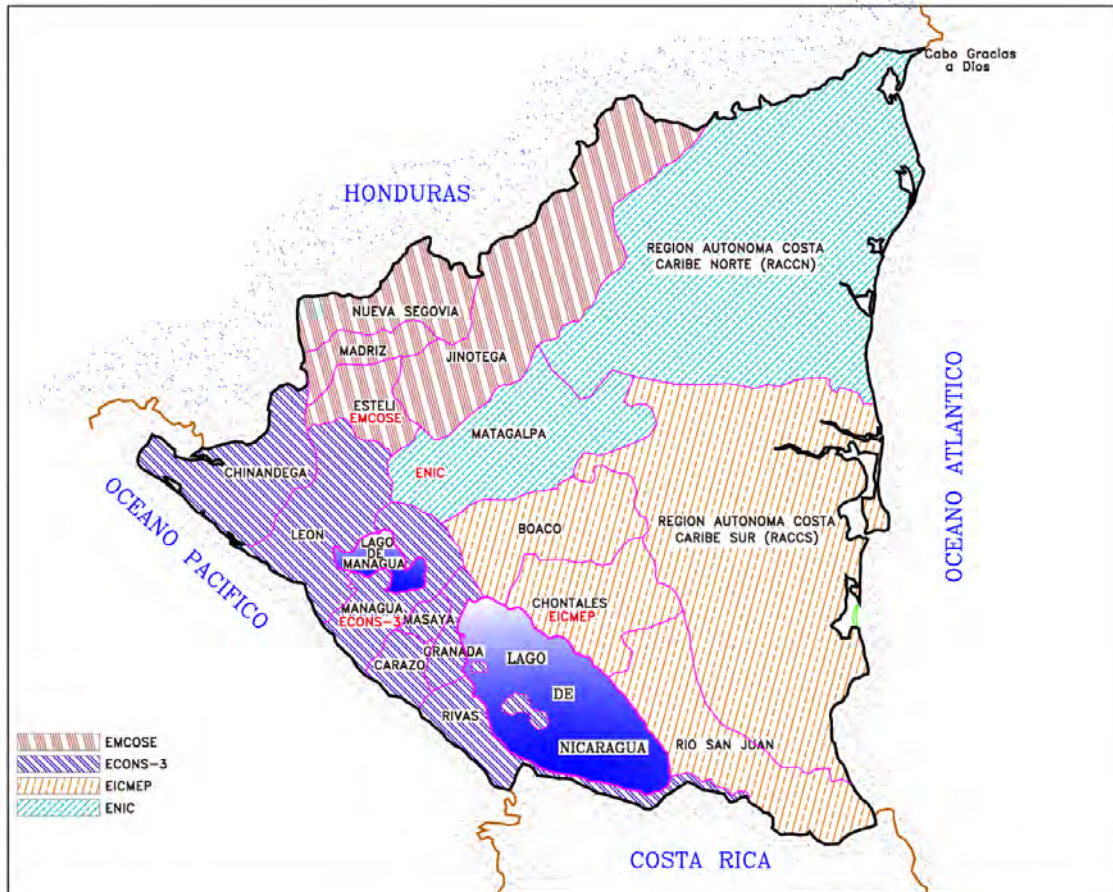 Cabo Gracias
a Dios
HONDURAS
REGION AUTONOMA COSTA
CARIBE NORTE (RACCN)
NUEVA SEGOVIA
MADRIZ
JINOTEGA
ESTELI
EMCOSE
MATAGALPA
ENIC
CHINANDEGA
OCEANO PACIFICO
OCEANO ATLANTICO
LEON
BOACO
REGION AUTONOMA COSTA
CARIBE SUR (RACCS)
LAGO
DE
MANAGUA
CHONTALES
EICMEP
MANAGUA
ECONS-3
MASAYA
CARAZO
GRANADA
RIVAS
LAGO
DE
NICARAGUA
RIO SAN JUAN
EMCOSE
ECONS-3
EICMEP
ENIC
COSTA RICA